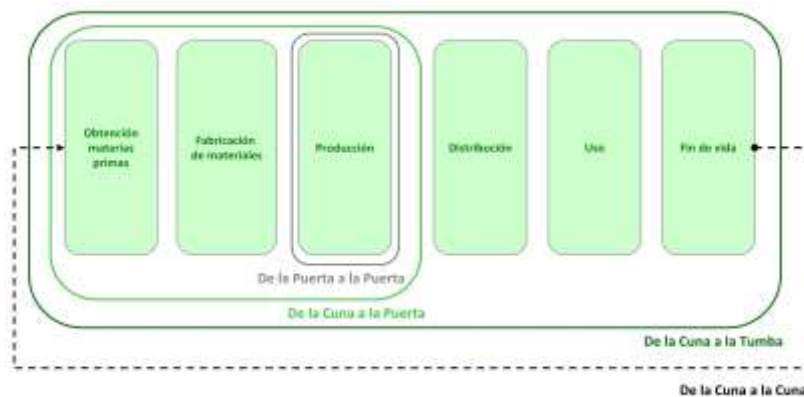 Obtención
materias
primas
Fabricación
de materiales
Producción
Distribución
Uso
Fin de vida
De la Puerta a la Puerta
De la Cuna a la Puerta
De la Cuna a la Tumba
De la Cuna a la Cuna